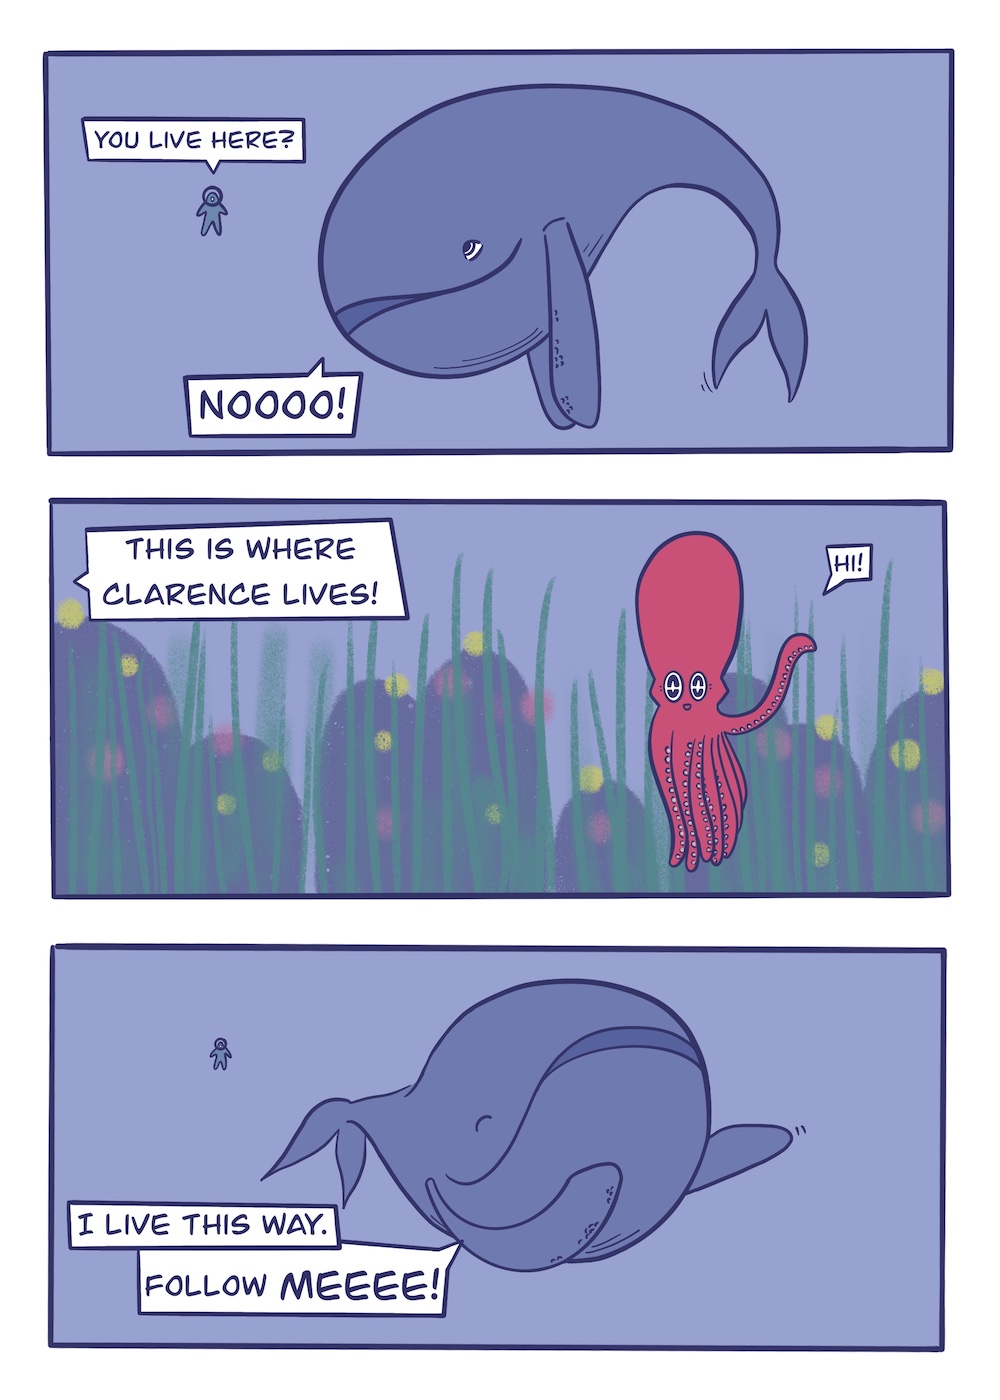 YOU LIVE HERE?
NOOOO!
THIS IS WHERE
CLARENCE LIVES!
HI!
I LIVE THIS WAY.
FOLLOW MEEEE!